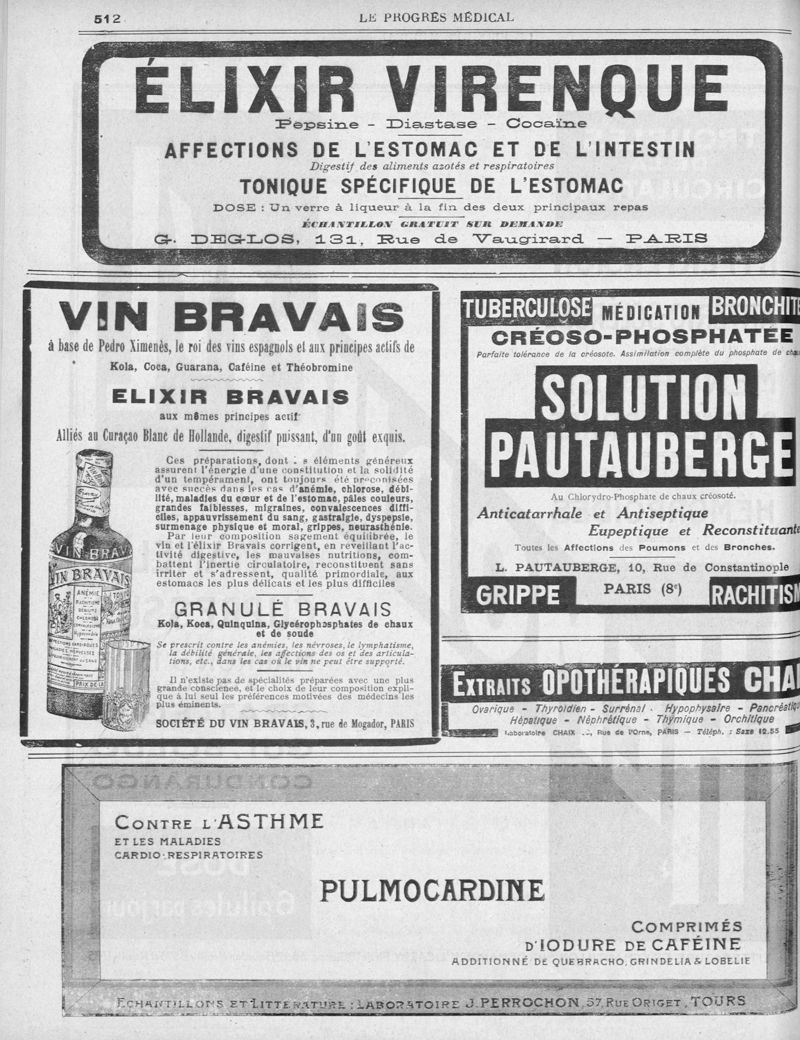 512
LE PROGRÈS MÉDICAL
ÉLIXIR VIRENQUE
Pepsine - Diastase - Cocaïne
AFFECTIONS DE L'ESTOMAC ET DE L'INTESTIN
Digestif des aliments azotés et respiratoires
TONIQUE SPÉCIFIQUE DE L'ESTOMAC
DOSE : Un verre à liqueur à la fin des deux principaux repas
ÉCHANTILLON GRATUIT SUR DEMANDE
G. DEGLOS, 131, Rue de Vaugirard — PARIS
VIN BRAVAIS
à base de Pedro Ximenès, le roi des vins espagnols et aux principes actifs de
Kola, Coca, Guarana, Caféine et Théobromine
ELIXIR BRAVAIS
aux mêmes principes actif
Alliés au Curaçao Blanc de Hollande, digestif puissant, d'un goût exquis.
Ces préparations, dont s éléments généreux
assurent l'énergie d'une constitution et la solidité
d'un tempérament, ont toujours été préconisées
avec succès dans les cas d'anémie, chlorose, débi-
lité, maladies du cœur et de l'estomac, pâles couleurs,
grandes faiblesses, migraines, convalescences diffi-
ciles, appauvrissement du sang, gastralgie, dyspepsie,
surmenage physique et moral, grippes, neurasthénie.
Par leur composition sagement équilibrée, le
vin et l'élixir Bravais corrigent, en réveillant l'ac-
tivité digestive, les mauvaises nutritions, com-
battent l'inertie circulatoire, reconstituent sans
irriter et s'adressent, qualité primordiale, aux
estomacs les plus délicats et les plus difficiles
VIN BRAVAIS
VIN BRAVAIS
ANÉMIE
GRANULÉ BRAVAIS
Kola, Koca, Quinquina, Glycérophosphates de chaux
et de soude
Se prescrit contre les anémies, les névroses, le lymphatisme,
la débilité générale, les affections des os et des articula-
tions, etc., dans les cas où le vin ne peut être supporté.
Il n'existe pas de spécialités préparées avec une plus
grande conscience, et le choix de leur composition expli-
que à lui seul les préférences motivées des médecins les
plus éminents.
SOCIÉTÉ DU VIN BRAVAIS, 3, rue de Mogador, PARIS
TUBERCULOSE MÉDICATION BRONCHITE
CRÉOSO-PHOSPHATÉE
Parfaite tolérance de la créosote. Assimilation complète du phosphate de chau
SOLUTION
PAUTAUBERGE
Au Chlorydro-Phosphate de chaux créosoté.
Anticatarrhale et Antiseptique
Eupeptique et Reconstituante
Toutes les Affections des Poumons et des Bronches.
L. PAUTAUBERGE, 10, Rue de Constantinople
GRIPPE PARIS (8e) RACHITISM
EXTRAITS OPOTHÉRAPIQUES CHAI
Ovarique - Thyroïdien - Surrénal - Hypophysaire - Pancréatiq
Hépatique - Néphrétique - Thymique - Orchitique
Laboratoire CHAIX Rue de l'Orne, PARIS — Téléph. : Saxe 12.55
CONTRE L'ASTHME
ET LES MALADIES
CARDIO-RESPIRATOIRES
PULMOCARDINE
COMPRIMÉS
D'IODURE DE CAFÉINE
ADDITIONNÉ DE QUEBRACHO, GRINDELIA & LOBELIE
ECHANTILLONS ET LITTÉRATURE : LABORATOIRE J. PERROCHON, 57, RUE ORIGET, TOURS